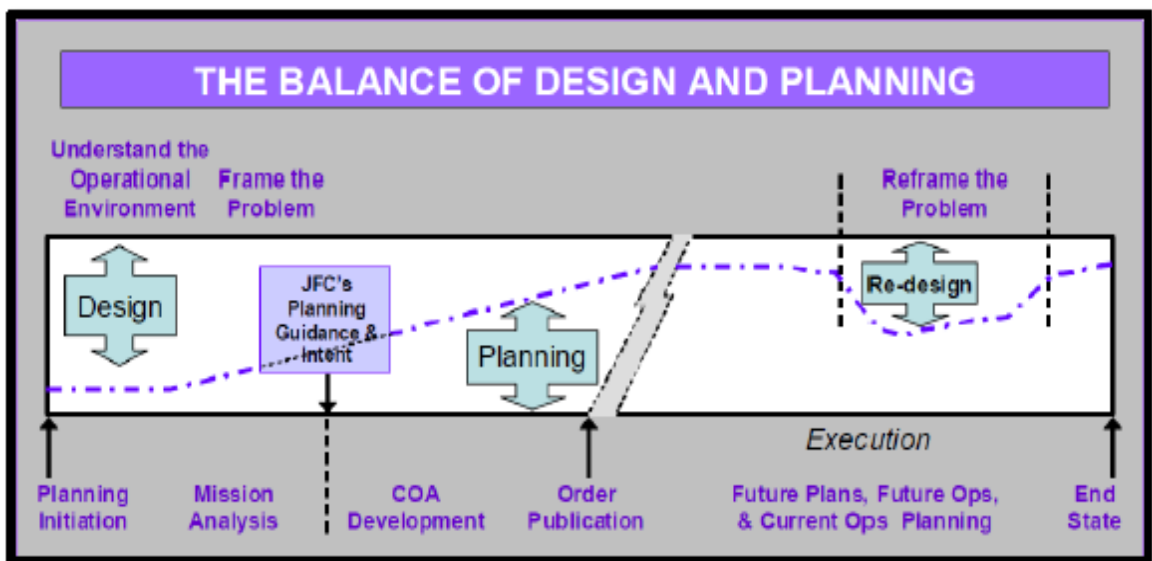 THE BALANCE OF DESIGN AND PLANNING
Understand the
Operational
Environment
Frame the
Problem
Reframe the
Problem
Design
JFC's
Planning
Guidance &
Intent
Planning
Re-design
Execution
Planning
Initiation
Mission
Analysis
COA
Development
Order
Publication
Future Plans, Future Ops,
& Current Ops Planning
End
State